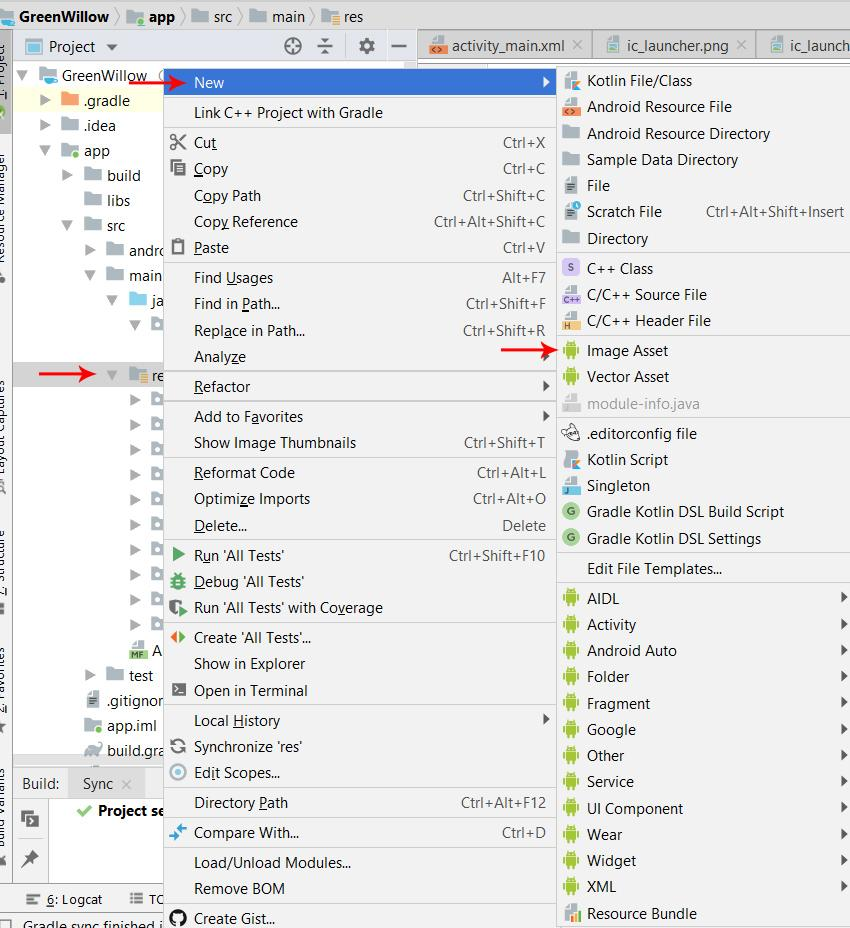 GreenWillow app src main res
Project
activity_main.xml
ic_launcher.png
ic_launch
1: Project
Resource Manager
Layout Captures
Z: Structure
2: Favorites
Build Variants
GreenWillow
.gradle
.idea
app
build
libs
src
andro
main
ja
re
test
.gitignor
app.iml
build.gra
New
Link C++ Project with Gradle
Cut Ctrl+X
Copy Ctrl+C
Copy Path Ctrl+Shift+C
Copy Reference Ctrl+Alt+Shift+C
Paste Ctrl+V
Find Usages Alt+F7
Find in Path... Ctrl+Shift+F
Replace in Path... Ctrl+Shift+R
Analyze
Refactor
Add to Favorites
Show Image Thumbnails Ctrl+Shift+T
Reformat Code Ctrl+Alt+L
Optimize Imports Ctrl+Alt+O
Delete... Delete
Run 'All Tests' Ctrl+Shift+F10
Debug 'All Tests'
Run 'All Tests' with Coverage
Create 'All Tests'...
Show in Explorer
Open in Terminal
Local History
Synchronize 'res'
Edit Scopes...
Directory Path Ctrl+Alt+F12
Compare With... Ctrl+D
Load/Unload Modules...
Remove BOM
Create Gist...
Kotlin File/Class
Android Resource File
Android Resource Directory
Sample Data Directory
File
Scratch File Ctrl+Alt+Shift+Insert
Directory
S C++ Class
C++ C/C++ Source File
H C/C++ Header File
Image Asset
Vector Asset
module-info.java
.editorconfig file
Kotlin Script
J Singleton
G Gradle Kotlin DSL Build Script
G Gradle Kotlin DSL Settings
Edit File Templates...
AIDL
Activity
Android Auto
Folder
Fragment
Google
Other
Service
UI Component
Wear
Widget
XML
Resource Bundle
MF A
Build: Sync
Project se
6: Logcat
TO
Gradle sync finished i